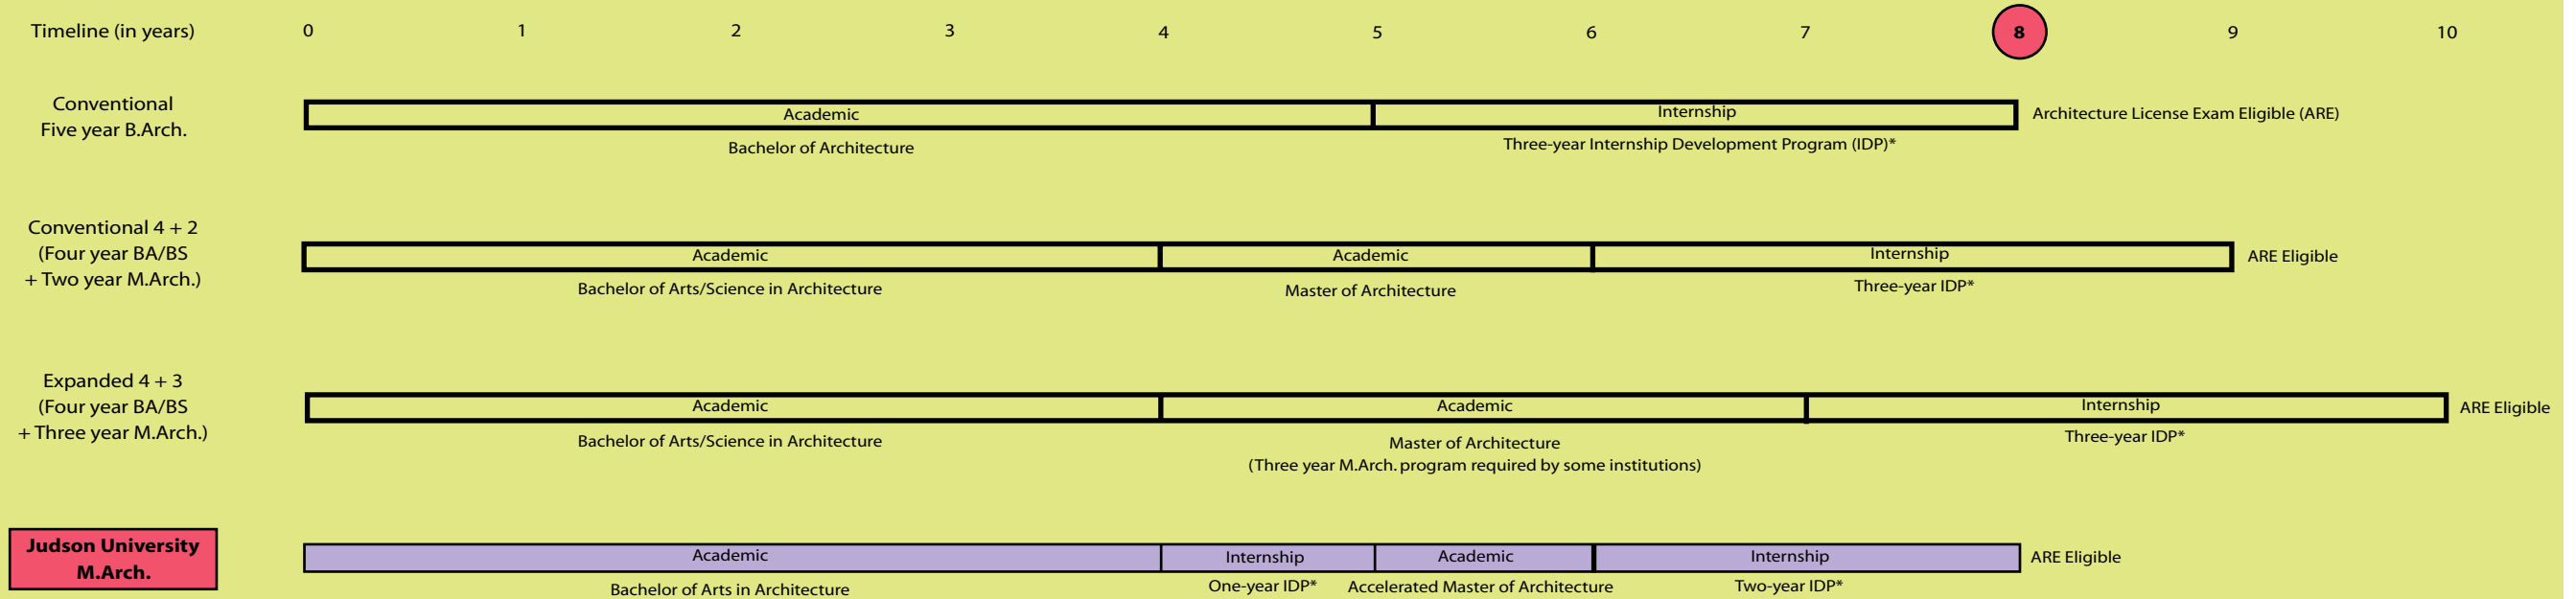 Timeline (in years) 0 1 2 3 4 5 6 7 8 9 10
Conventional
Five year B.Arch.
Academic Internship Architecture License Exam Eligible (ARE)
Bachelor of Architecture Three-year Internship Development Program (IDP)*
Conventional 4 + 2
(Four year BA/BS
+ Two year M.Arch.)
Academic Academic Internship ARE Eligible
Bachelor of Arts/Science in Architecture Master of Architecture Three-year IDP*
Expanded 4 + 3
(Four year BA/BS
+ Three year M.Arch.)
Academic Academic Internship ARE Eligible
Bachelor of Arts/Science in Architecture Master of Architecture Three-year IDP*
(Three year M.Arch. program required by some institutions)
Judson University
M.Arch.
Academic Internship Academic Internship ARE Eligible
Bachelor of Arts in Architecture One-year IDP* Accelerated Master of Architecture Two-year IDP*